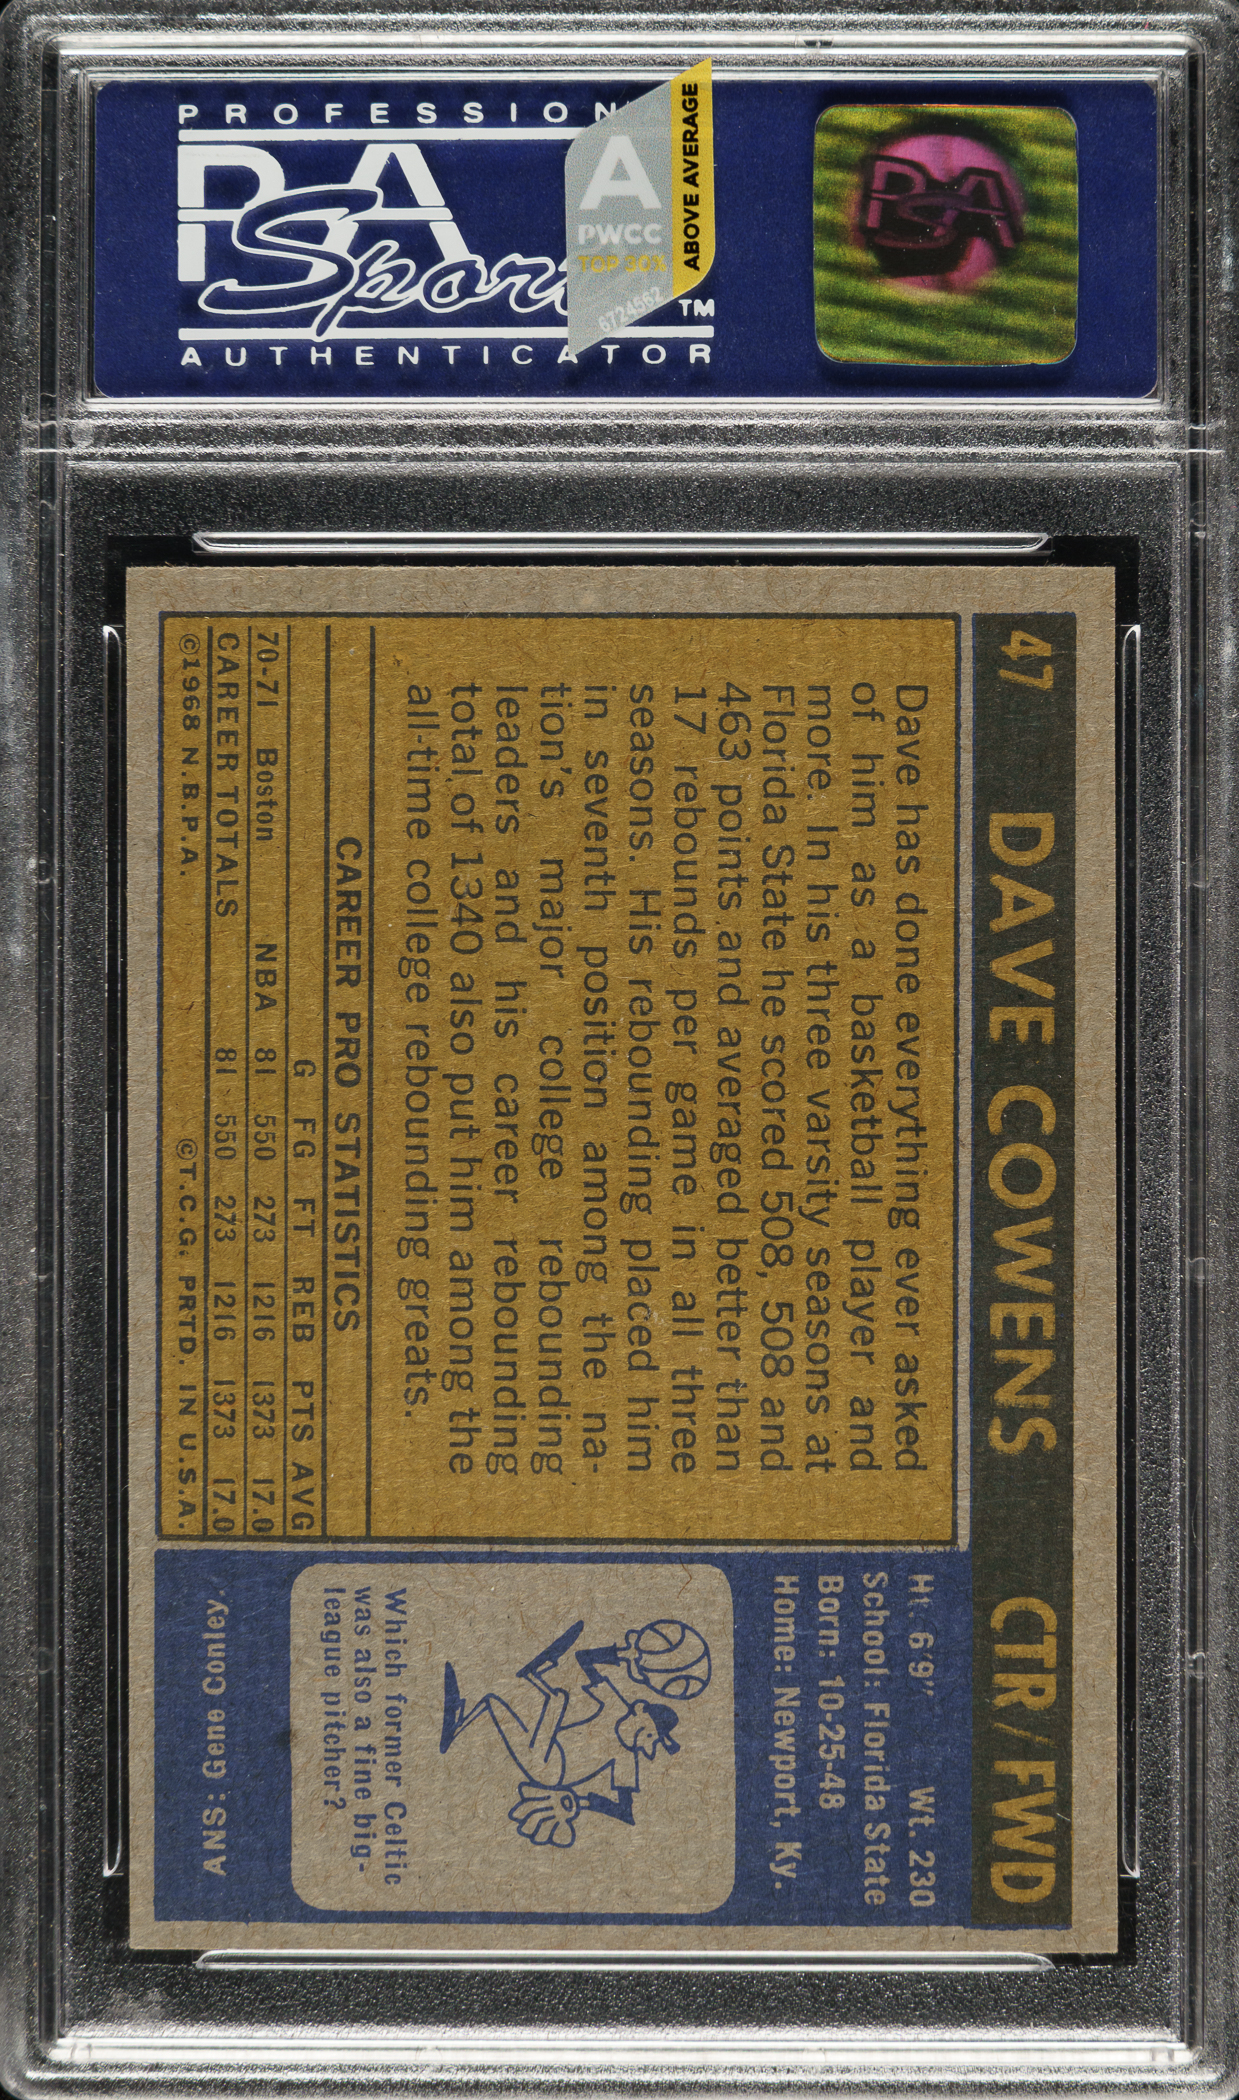 PROFESSION
PSA
Spor
TM
AUTHENTICATOR
A
PWCC
TOP 30%
6724562
ABOVE AVERAGE
PSA
47 DAVE COWENS CTR/FWD
Dave has done everything ever asked
of him as a basketball player and
more. In his three varsity seasons at
Florida State he scored 508, 508 and
463 points and averaged better than
17 rebounds per game in all three
seasons. His rebounding placed him
in seventh position among the na-
tion's major college rebounding
leaders and his career rebounding
total of 1340 also put him among the
all-time college rebounding greats.
CAREER PRO STATISTICS
G FG FT REB PTS AVG
70-71 Boston NBA 81 550 273 1216 1373 17.0
CAREER TOTALS 81 550 273 1216 1373 17.0
©1968 N.B.P.A. ©T.C.G. PRTD. IN U.S.A.
Ht. 6'9" Wt. 230
School: Florida State
Born: 10-25-48
Home: Newport, Ky.
Which former Celtic
was also a fine big-
league pitcher?
ANS: Gene Conley.